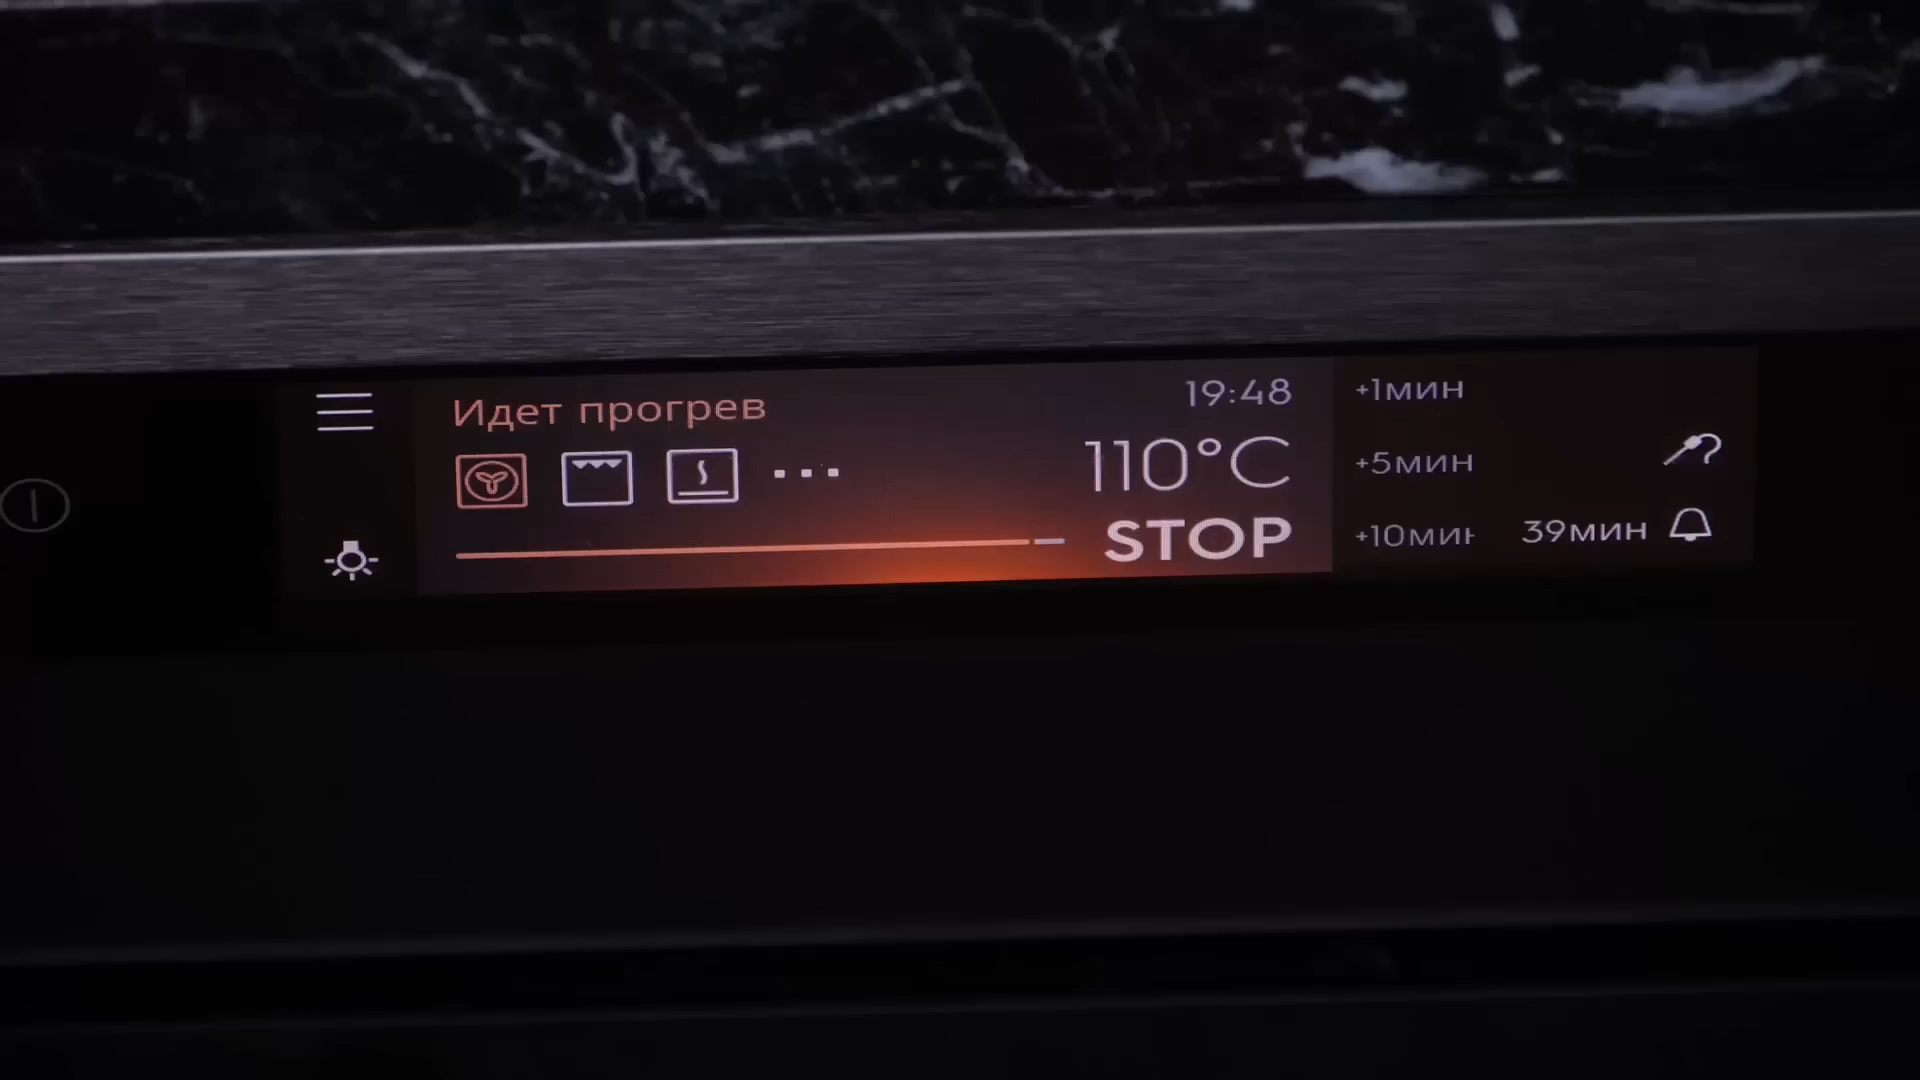 Идет прогрев
19:48
110°C
STOP
+1мин
+5мин
+10мин
39мин